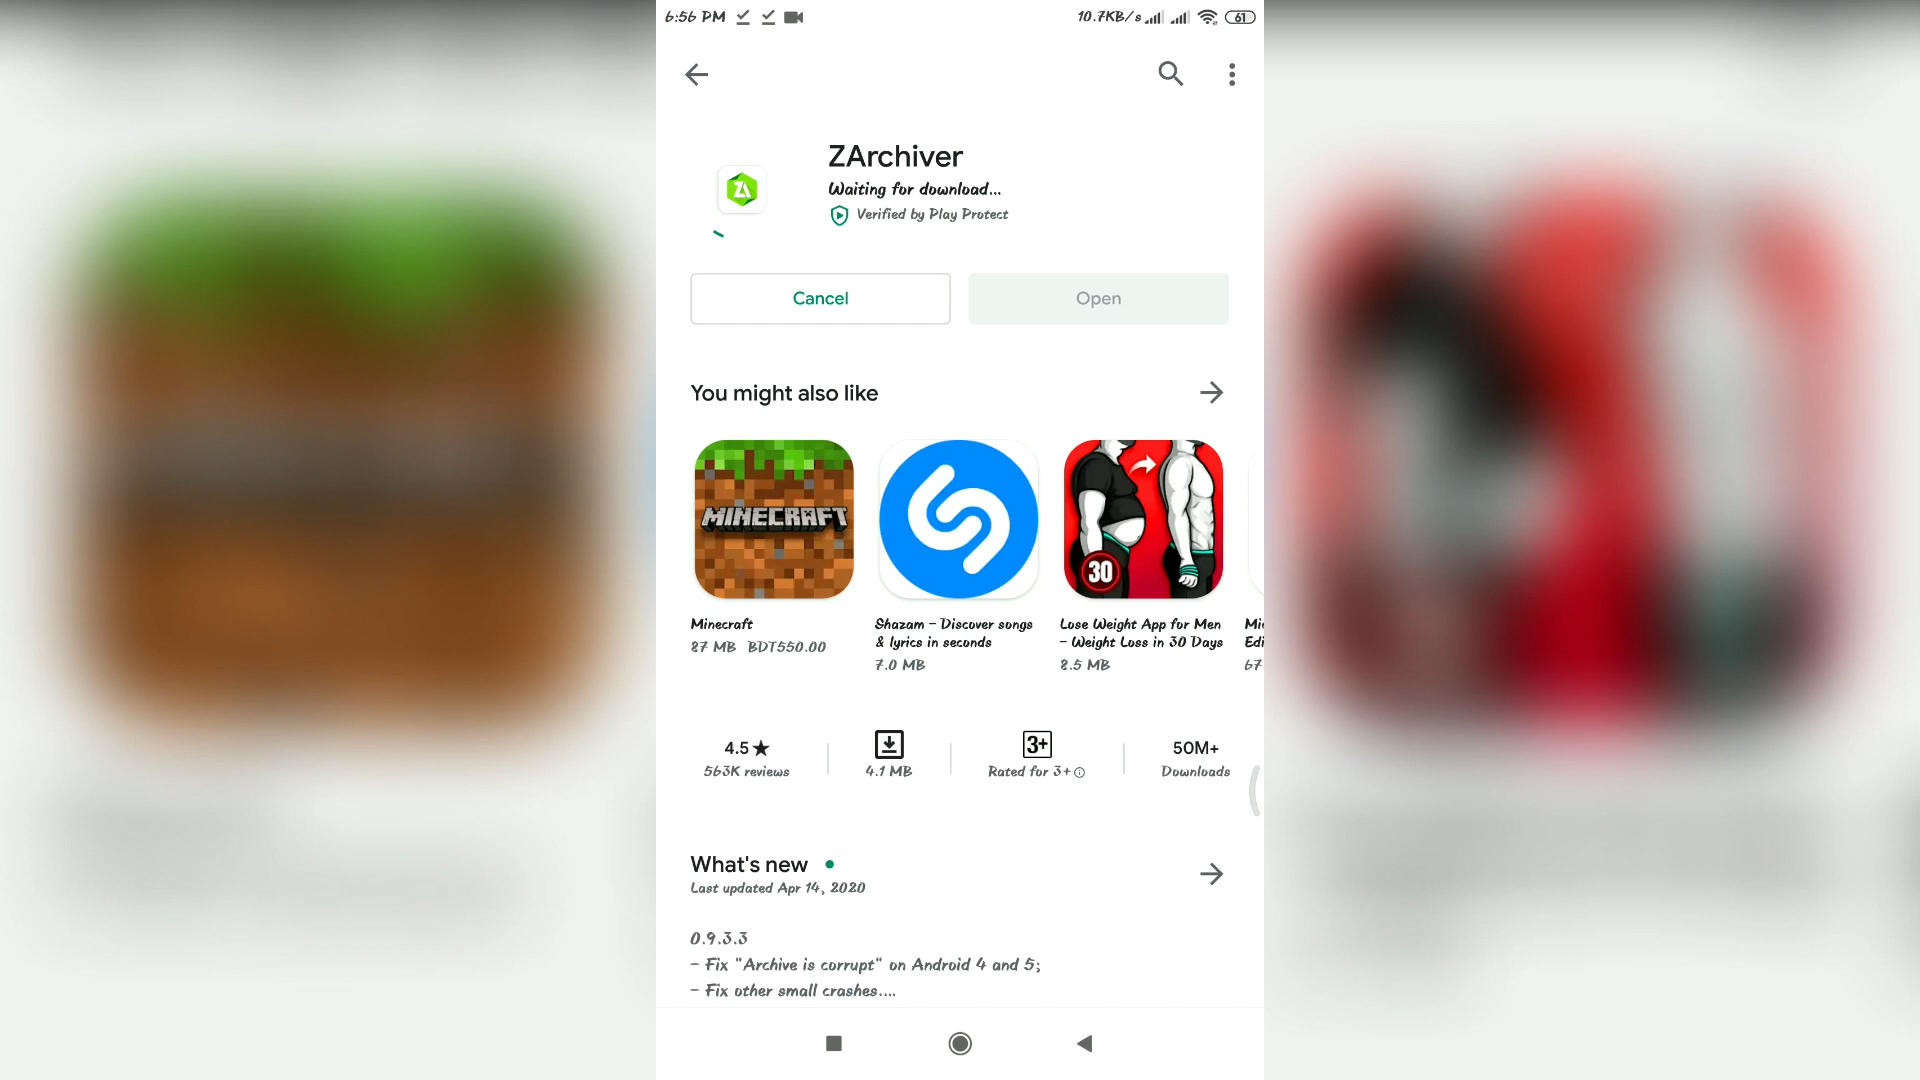 6:56 PM
10.7KB/s
61
ZArchiver
Waiting for download...
Verified by Play Protect
Cancel
Open
You might also like
MINECRAFT
30
Minecraft
87 MB BDT550.00
Shazam - Discover songs
& lyrics in seconds
7.0 MB
Lose Weight App for Men
- Weight Loss in 30 Days
8.5 MB
Edi
67
4.5★
563K reviews
4.1 MB
3+
Rated for 3+
50M+
Downloads
What's new
Last updated Apr 14, 2020
0.9.3.3
- Fix "Archive is corrupt" on Android 4 and 5;
- Fix other small crashes....